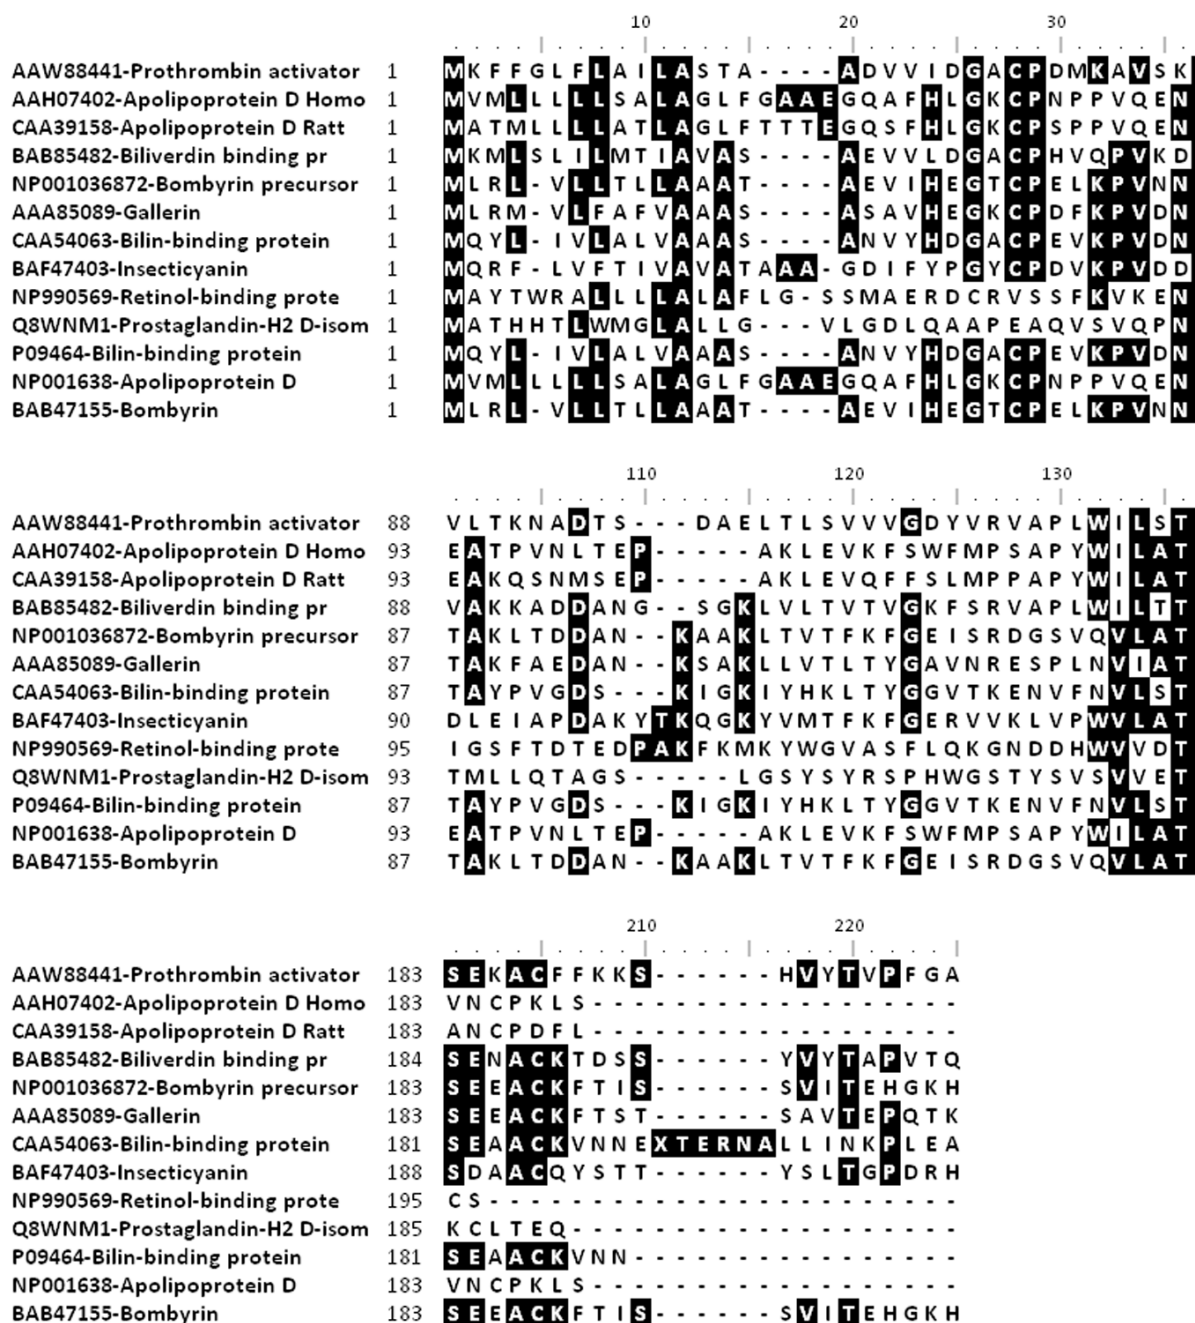 10 20 30
AAW88441-Prothrombin activator 1 MKFFGLFLAILASTA----ADVVIDGACPDMKAVSK
AAH07402-Apolipoprotein D Homo 1 MVMLLLLLSALAGLFGAAEGQAFHLGKCPNPPVQEN
CAA39158-Apolipoprotein D Ratt 1 MATMLLLLATLAGLFTTTEGQSFHLGKCPSPPVQEN
BAB85482-Biliverdin binding pr 1 MKMLSLILMTIAVAS----AEVVLDGACPHVQPVKD
NP001036872-Bombyrin precursor 1 MLRL-VLLTLLAAAT----AEVIHEGTCPELKPVNN
AAA85089-Gallerin 1 MLRM-VLFAFVAAAS----ASAVHEGKCPDFKPVDN
CAA54063-Bilin-binding protein 1 MQYL-IVLALVAAAS----ANVYHDGACPEVKPVDN
BAF47403-Insecticyanin 1 MQRF-LVFTIVAVATAAA-GDIFYPGYCPDVKPVDD
NP990569-Retinol-binding prote 1 MAYTWRALLLLALAFLG-SSMAERDCRVSSFKVKEN
Q8WNM1-Prostaglandin-H2 D-isom 1 MATHHTLWMGLALLG---VLGDLQAAPEAQVSVQPN
P09464-Bilin-binding protein 1 MQYL-IVLALVAAAS----ANVYHDGACPEVKPVDN
NP001638-Apolipoprotein D 1 MVMLLLLLSALAGLFGAAEGQAFHLGKCPNPPVQEN
BAB47155-Bombyrin 1 MLRL-VLLTLLAAAT----AEVIHEGTCPELKPVNN
110 120 130
AAW88441-Prothrombin activator 88 VLTKNADTS---DAELTLSVVVGDYVRVAPLWILST
AAH07402-Apolipoprotein D Homo 93 EATPVNLTEP-----AKLEVKFSWFMPSAPYWILAT
CAA39158-Apolipoprotein D Ratt 93 EAKQSNMSEP-----AKLEVQFFSLMPPAPYWILAT
BAB85482-Biliverdin binding pr 88 VAKKADDANG--SGKLVLTVTVGKFSRVAPLWILTT
NP001036872-Bombyrin precursor 87 TAKLTDDAN--KAAKLTVTFKFGEISRDGSVQVLAT
AAA85089-Gallerin 87 TAKFAEDAN--KSAKLLVTLTYGAVNRESPLNVIAT
CAA54063-Bilin-binding protein 87 TAYPVGDS---KIGKIYHKLTYGGVTKENVFNVLST
BAF47403-Insecticyanin 90 DLEIAPDAKYTKQGKYVMTFKFGERVVKLVPWVLAT
NP990569-Retinol-binding prote 95 IGSFTDTEDPAKFKMKYWGVASFLQKGNDDHWVVDT
Q8WNM1-Prostaglandin-H2 D-isom 93 TMLLQTAGS-----LGSYSYRSPHWGSTYSVSVVET
P09464-Bilin-binding protein 87 TAYPVGDS---KIGKIYHKLTYGGVTKENVFNVLST
NP001638-Apolipoprotein D 93 EATPVNLTEP-----AKLEVKFSWFMPSAPYWILAT
BAB47155-Bombyrin 87 TAKLTDDAN--KAAKLTVTFKFGEISRDGSVQVLAT
210 220
AAW88441-Prothrombin activator 183 SEKACFFKKS------HVYTVPFGA
AAH07402-Apolipoprotein D Homo 183 VNCPKLS------------------
CAA39158-Apolipoprotein D Ratt 183 ANCPDFL------------------
BAB85482-Biliverdin binding pr 184 SENACKTDSS------YVYTAPVTQ
NP001036872-Bombyrin precursor 183 SEEACKFTIS------SVITEHGKH
AAA85089-Gallerin 183 SEEACKFTST------SAVTEPQTK
CAA54063-Bilin-binding protein 181 SEAACKVNNEXTERNALLINKPLEA
BAF47403-Insecticyanin 188 SDAACQYSTT------YSLTGPDRH
NP990569-Retinol-binding prote 195 CS-----------------------
Q8WNM1-Prostaglandin-H2 D-isom 185 KCLTEQ-------------------
P09464-Bilin-binding protein 181 SEAACKVNN----------------
NP001638-Apolipoprotein D 183 VNCPKLS------------------
BAB47155-Bombyrin 183 SEEACKFTIS------SVITEHGKH